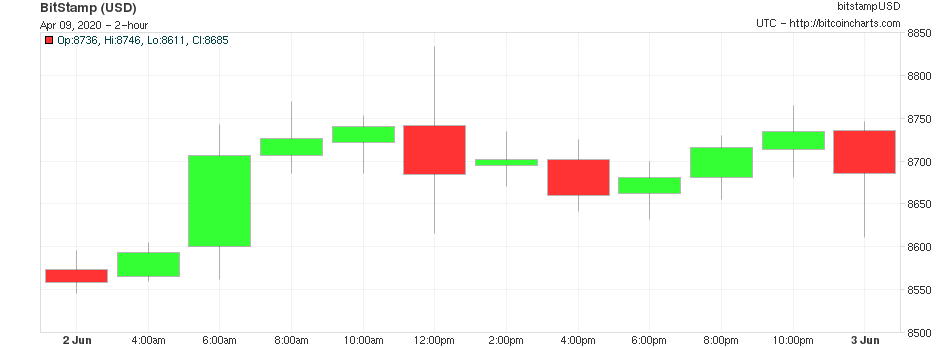 BitStamp (USD)
bitstampUSD
Apr 09, 2020 - 2-hour
UTC - http://bitcoincharts.com
Op:8736, Hi:8746, Lo:8611, Cl:8685
8850
8800
8750
8700
8650
8600
8550
8500
2 Jun 4:00am 6:00am 8:00am 10:00am 12:00pm 2:00pm 4:00pm 6:00pm 8:00pm 10:00pm 3 Jun